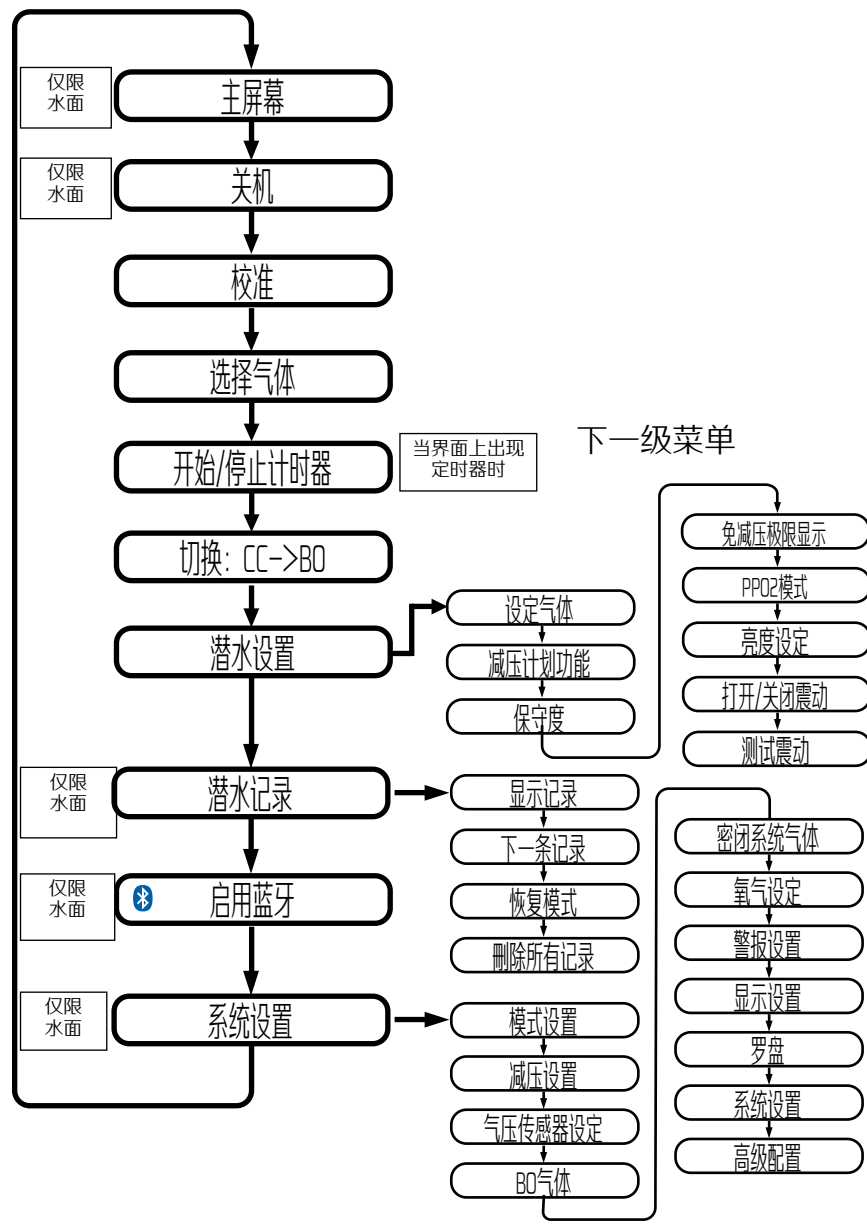 仅限
水面
主屏幕
仅限
水面
关机
校准
选择气体
开始/停止计时器
当界面上出现
定时器时
下一级菜单
切换: CC->BO
潜水设置
设定气体
减压计划功能
保守度
免减压极限显示
PPO2模式
亮度设定
打开/关闭震动
测试震动
仅限
水面
潜水记录
显示记录
下一条记录
恢复模式
删除所有记录
仅限
水面
启用蓝牙
仅限
水面
系统设置
模式设置
减压设置
气压传感器设定
BO气体
密闭系统气体
氧气设定
警报设置
显示设置
罗盘
系统设置
高级配置